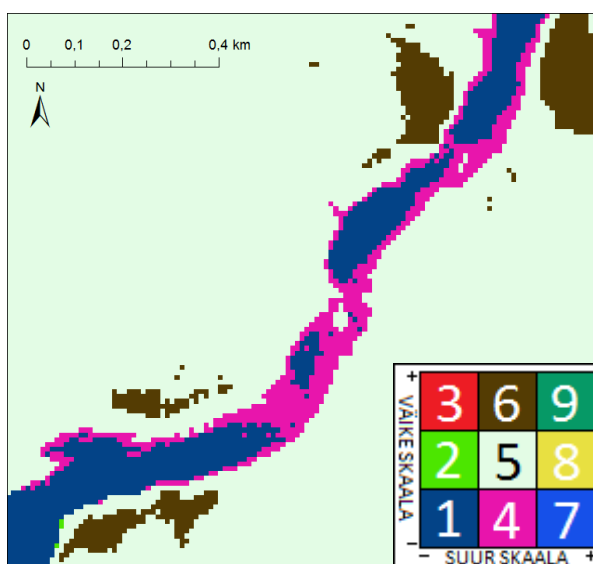 0 0,1 0,2 0,4 km
N
+
VÄIKE SKAALA
−
3 6 9
2 5 8
1 4 7
− SUUR SKAALA +